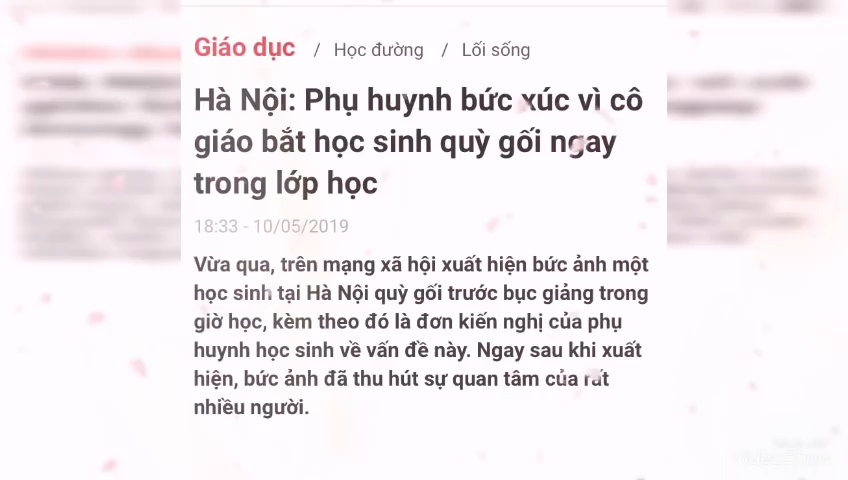 Giáo dục / Học đường / Lối sống
Hà Nội: Phụ huynh bức xúc vì cô
giáo bắt học sinh quỳ gối ngay
trong lớp học
18:33 - 10/05/2019
Vừa qua, trên mạng xã hội xuất hiện bức ảnh một
học sinh tại Hà Nội quỳ gối trước bục giảng trong
giờ học, kèm theo đó là đơn kiến nghị của phụ
huynh học sinh về vấn đề này. Ngay sau khi xuất
hiện, bức ảnh đã thu hút sự quan tâm của rất
nhiều người.